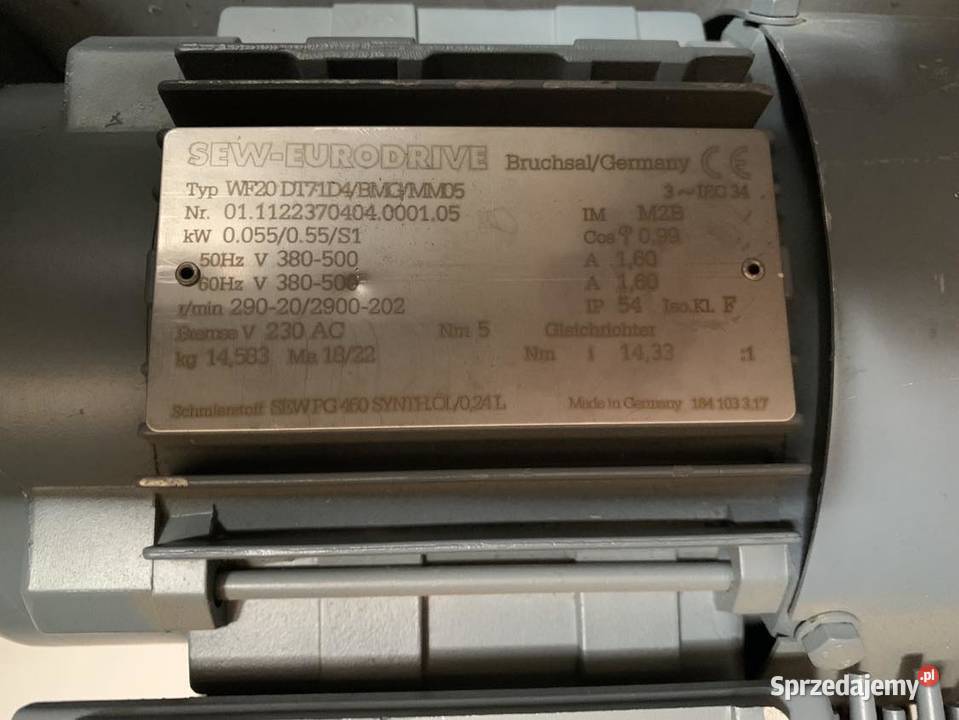 SEW-EURODRIVE Bruchsal/Germany CE
Typ WF20 DT71D4/BMG/MM05 3~IEC 34
Nr. 01.1122370404.0001.05 IM M2B
kW 0.055/0.55/S1 Cos φ 0,99
50Hz V 380-500 A 1,60
60Hz V 380-500 A 1,60
r/min 290-20/2900-202 IP 54 Iso.Kl. F
Bremse V 230 AC Nm 5 Gleichrichter
kg 14,583 Ma 18/22 Nm i 14,33 :1
Schmierstoff SEW PG 460 SYNTH.ÖL/0,24 L Made in Germany 184 103 3.17
Sprzedajemy.pl